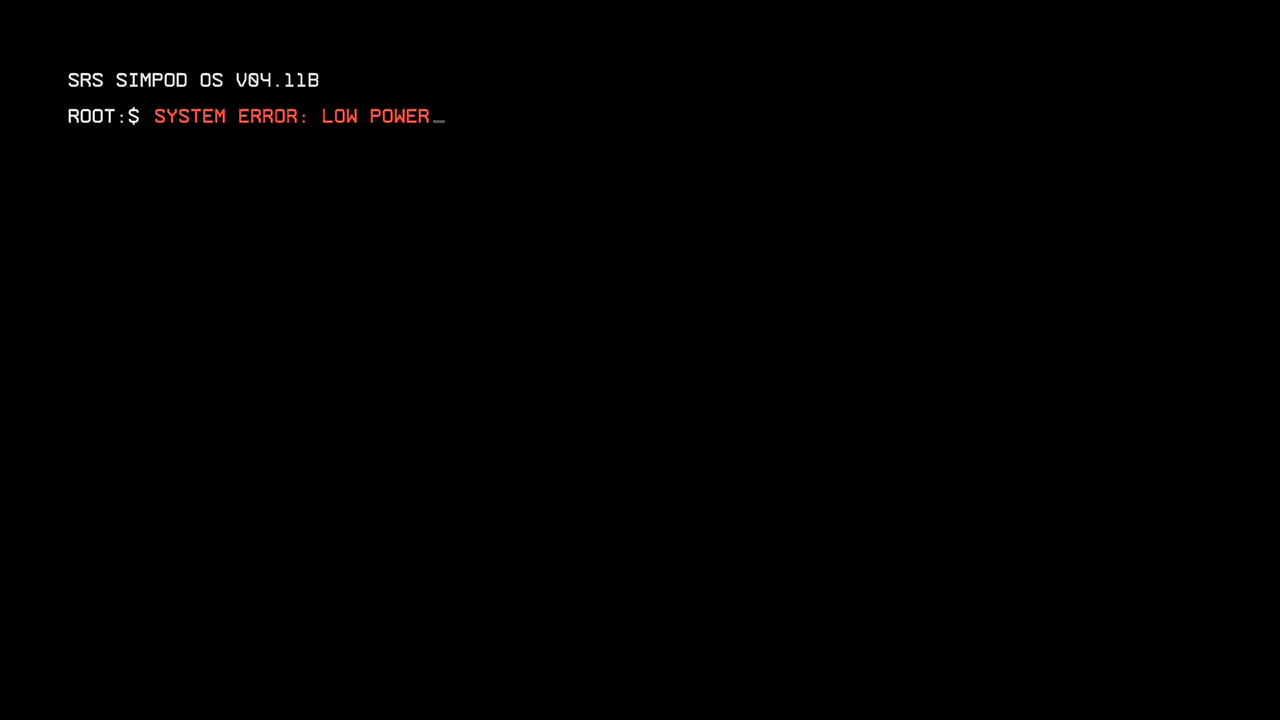 SRS SIMPOD OS V04.11B
ROOT:$ SYSTEM ERROR: LOW POWER_